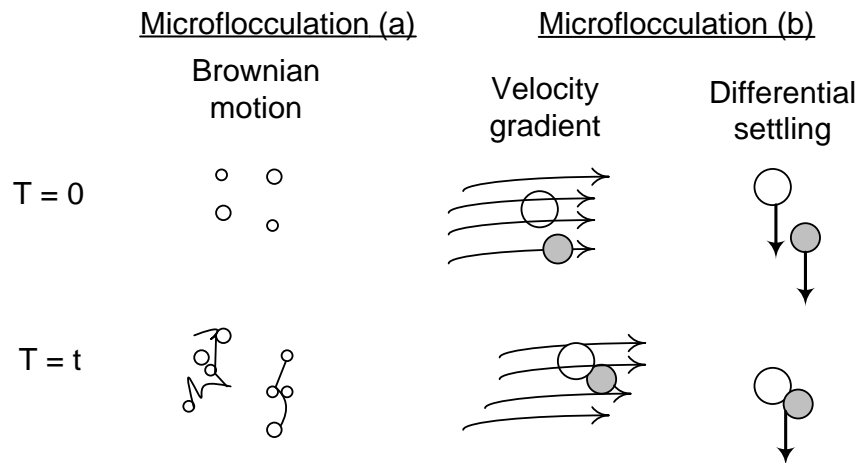 Microflocculation (a)
Microflocculation (b)
Brownian
motion
Velocity
gradient
Differential
settling
T = 0
T = t